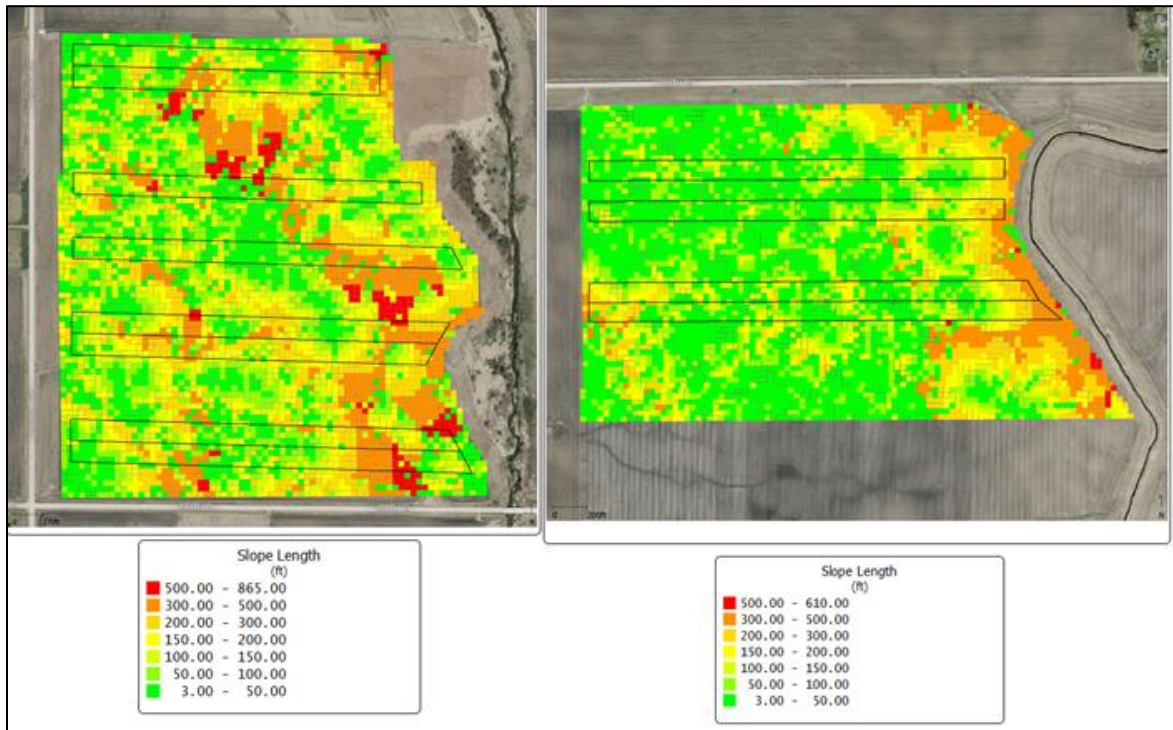 200ft
N
Slope Length
(ft)
500.00 - 865.00
300.00 - 500.00
200.00 - 300.00
150.00 - 200.00
100.00 - 150.00
50.00 - 100.00
3.00 - 50.00
Slope Length
(ft)
500.00 - 610.00
300.00 - 500.00
200.00 - 300.00
150.00 - 200.00
100.00 - 150.00
50.00 - 100.00
3.00 - 50.00